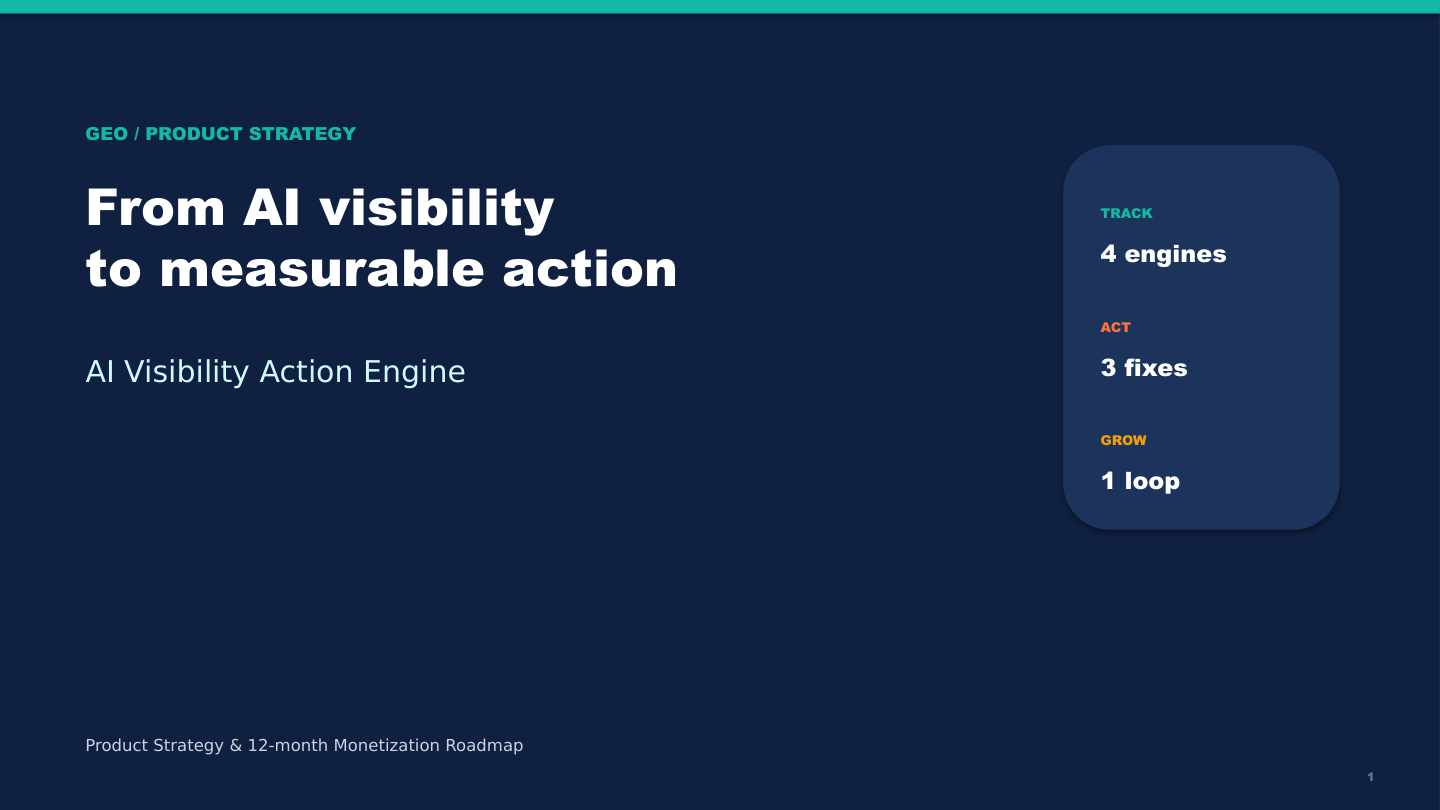 GEO / PRODUCT STRATEGY
From AI visibility
to measurable action
AI Visibility Action Engine
TRACK
4 engines
ACT
3 fixes
GROW
1 loop
Product Strategy & 12-month Monetization Roadmap
1